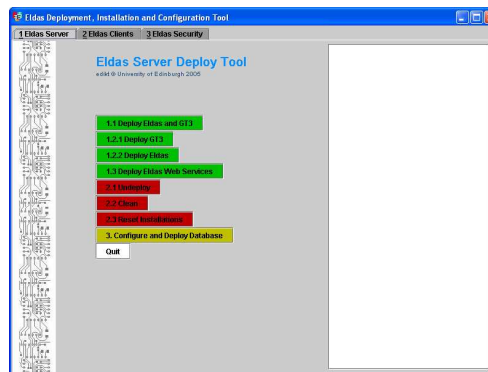 Eldas Deployment, Installation and Configuration Tool
1 Eldas Server 2 Eldas Clients 3 Eldas Security
Eldas Server Deploy Tool
edikt © University of Edinburgh 2005
1.1 Deploy Eldas and GT3
1.2.1 Deploy GT3
1.2.2 Deploy Eldas
1.3 Deploy Eldas Web Services
2.1 Undeploy
2.2 Clean
2.3 Reset Installations
3. Configure and Deploy Database
Quit